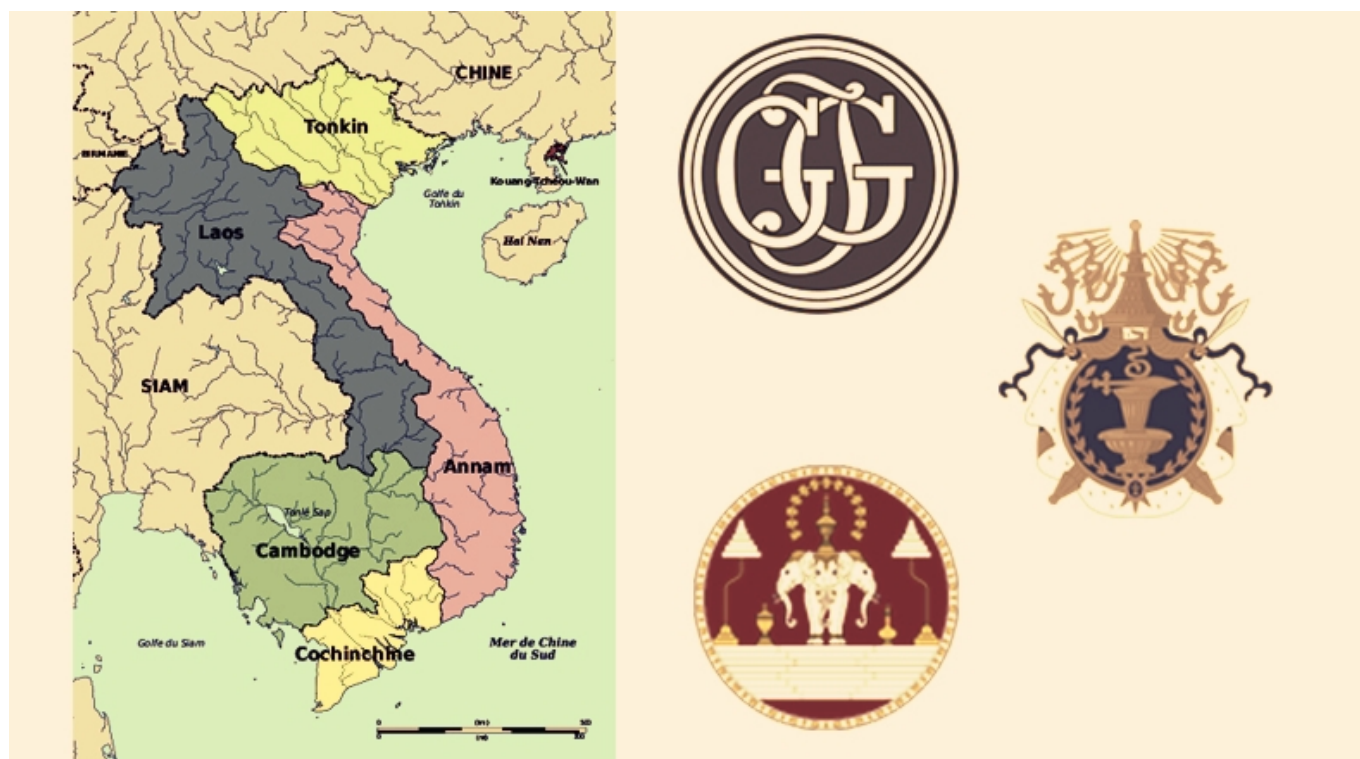 CHINE
Tonkin
BIRMANIE
Kouang-Tchéou-Wan
Golfe du
Tonkin
Laos
Haï Nan
SIAM
Annam
Tonlé Sap
Cambodge
Golfe du Siam
Cochinchine
Mer de Chine
du Sud